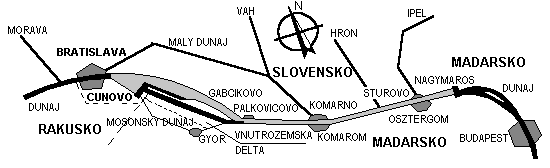 N
IPEL
VAH
MORAVA
HRON
MALY DUNAJ
BRATISLAVA
MADARSKO
SLOVENSKO
NAGYMAROS
GABCIKOVO
STUROVO
DUNAJ
CUNOVO
DUNAJ
PALKOVICOVO
KOMARNO
OSZTERGOM
MOSONSKY DUNAJ
RAKUSKO
GYOR
VNUTROZEMSKA
DELTA
KOMAROM
MADARSKO
BUDAPEST